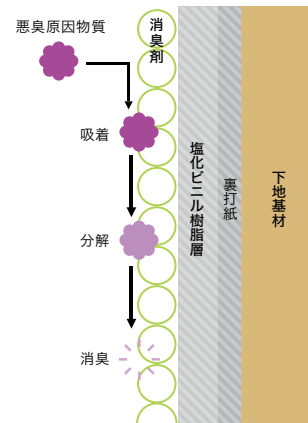 悪臭原因物質
消臭剤
吸着
分解
消臭
塩化ビニル樹脂層
裏打紙
下地基材